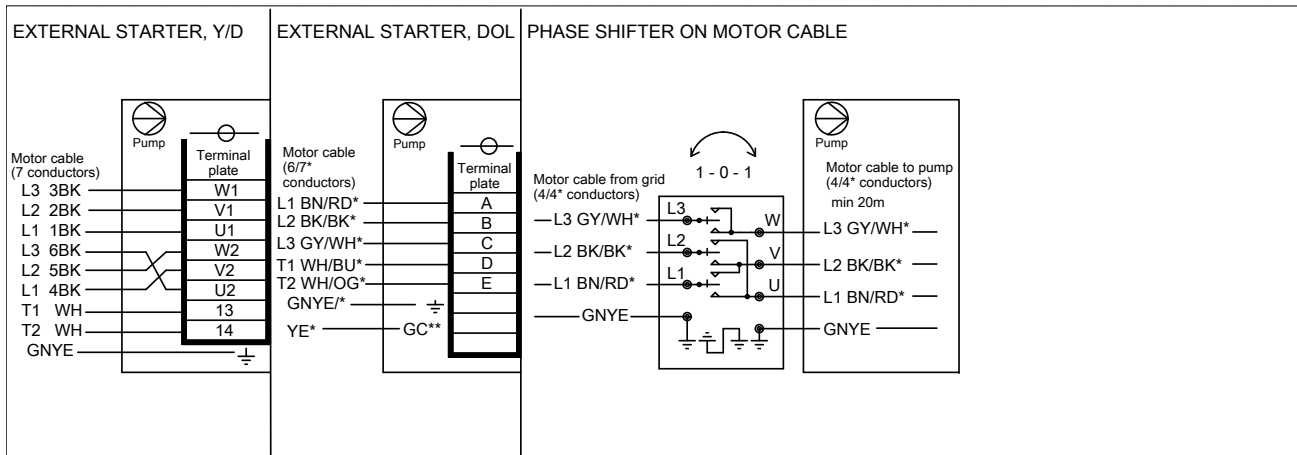 EXTERNAL STARTER, Y/D
Pump
Motor cable
(7 conductors)
Terminal
plate
L3 3BK W1
L2 2BK V1
L1 1BK U1
L3 6BK W2
L2 5BK V2
L1 4BK U2
T1 WH 13
T2 WH 14
GNYE
EXTERNAL STARTER, DOL
Pump
Motor cable
(6/7*
conductors)
Terminal
plate
L1 BN/RD* A
L2 BK/BK* B
L3 GY/WH* C
T1 WH/BU* D
T2 WH/OG* E
GNYE/*
YE* GC**
PHASE SHIFTER ON MOTOR CABLE
Motor cable from grid
(4/4* conductors)
L3 GY/WH*
L2 BK/BK*
L1 BN/RD*
GNYE
1 - 0 - 1
L3 W
L2 V
L1 U
Pump
Motor cable to pump
(4/4* conductors)
min 20m
L3 GY/WH*
L2 BK/BK*
L1 BN/RD*
GNYE